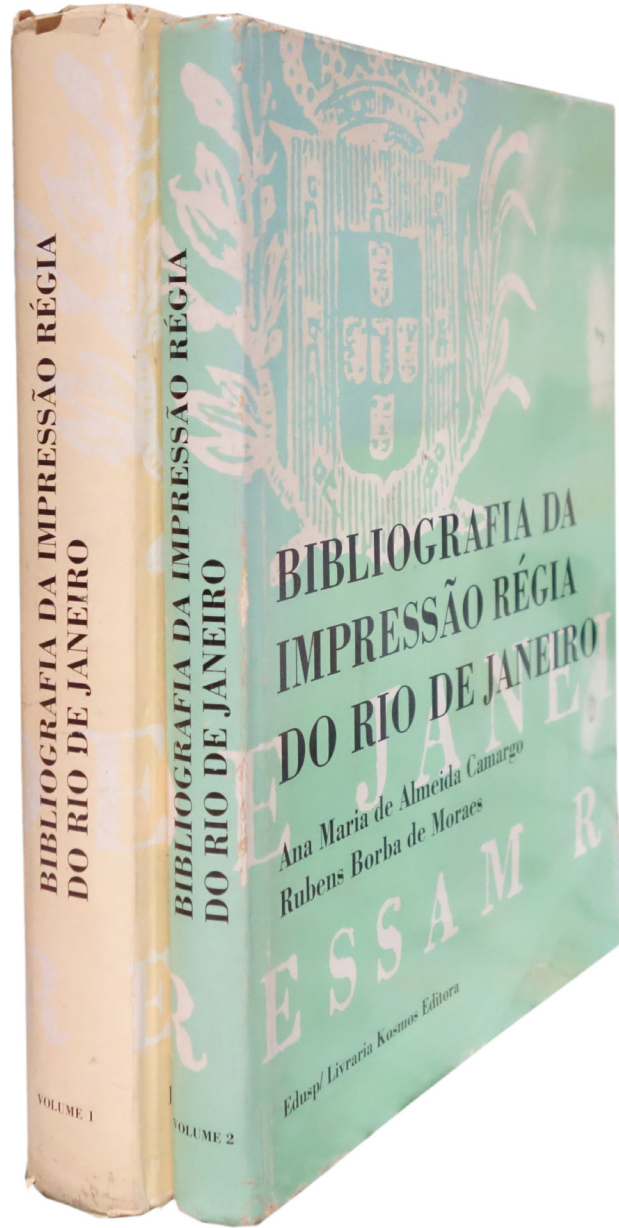 BIBLIOGRAFIA DA IMPRESSÃO RÉGIA
DO RIO DE JANEIRO
VOLUME 1
BIBLIOGRAFIA DA IMPRESSÃO RÉGIA
DO RIO DE JANEIRO
VOLUME 2
BIBLIOGRAFIA DA
IMPRESSÃO RÉGIA
DO RIO DE JANEIRO
Ana Maria de Almeida Camargo
Rubens Borba de Moraes
Edusp/ Livraria Kosmos Editora
E JANEI
RESSAM R